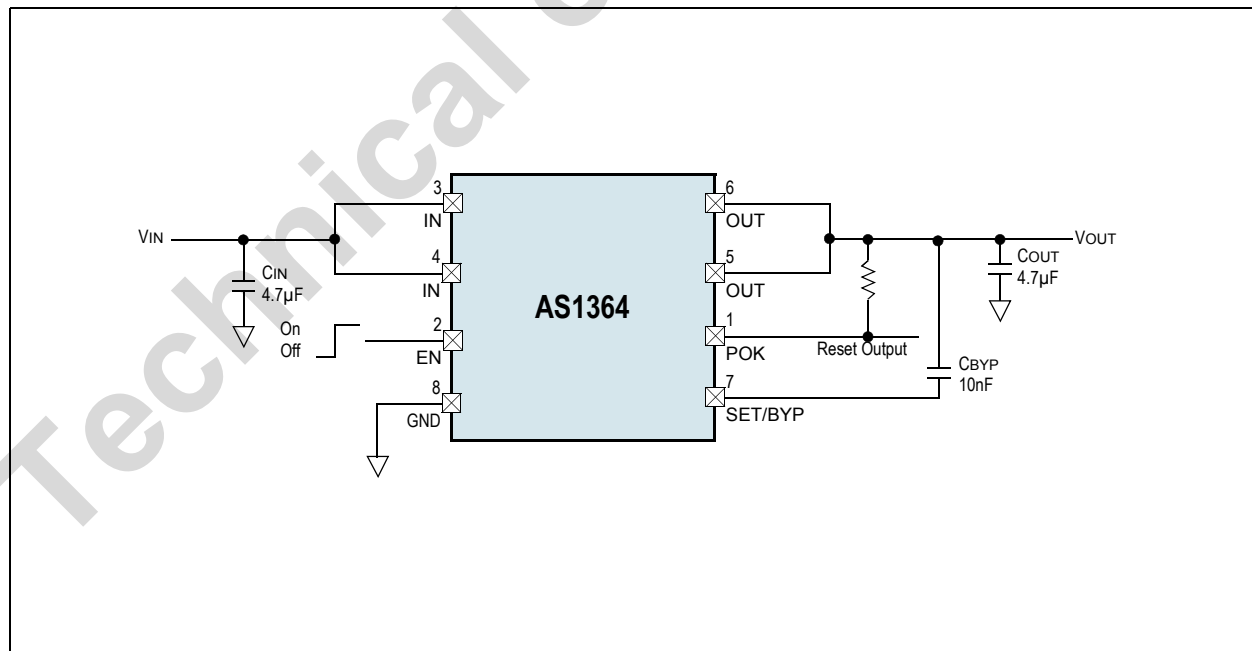 Technical
3
IN
VIN
4
IN
CIN
4.7µF
On
Off
2
EN
8
GND
AS1364
6
OUT
5
OUT
1
POK
7
SET/BYP
VOUT
COUT
4.7µF
Reset Output
CBYP
10nF